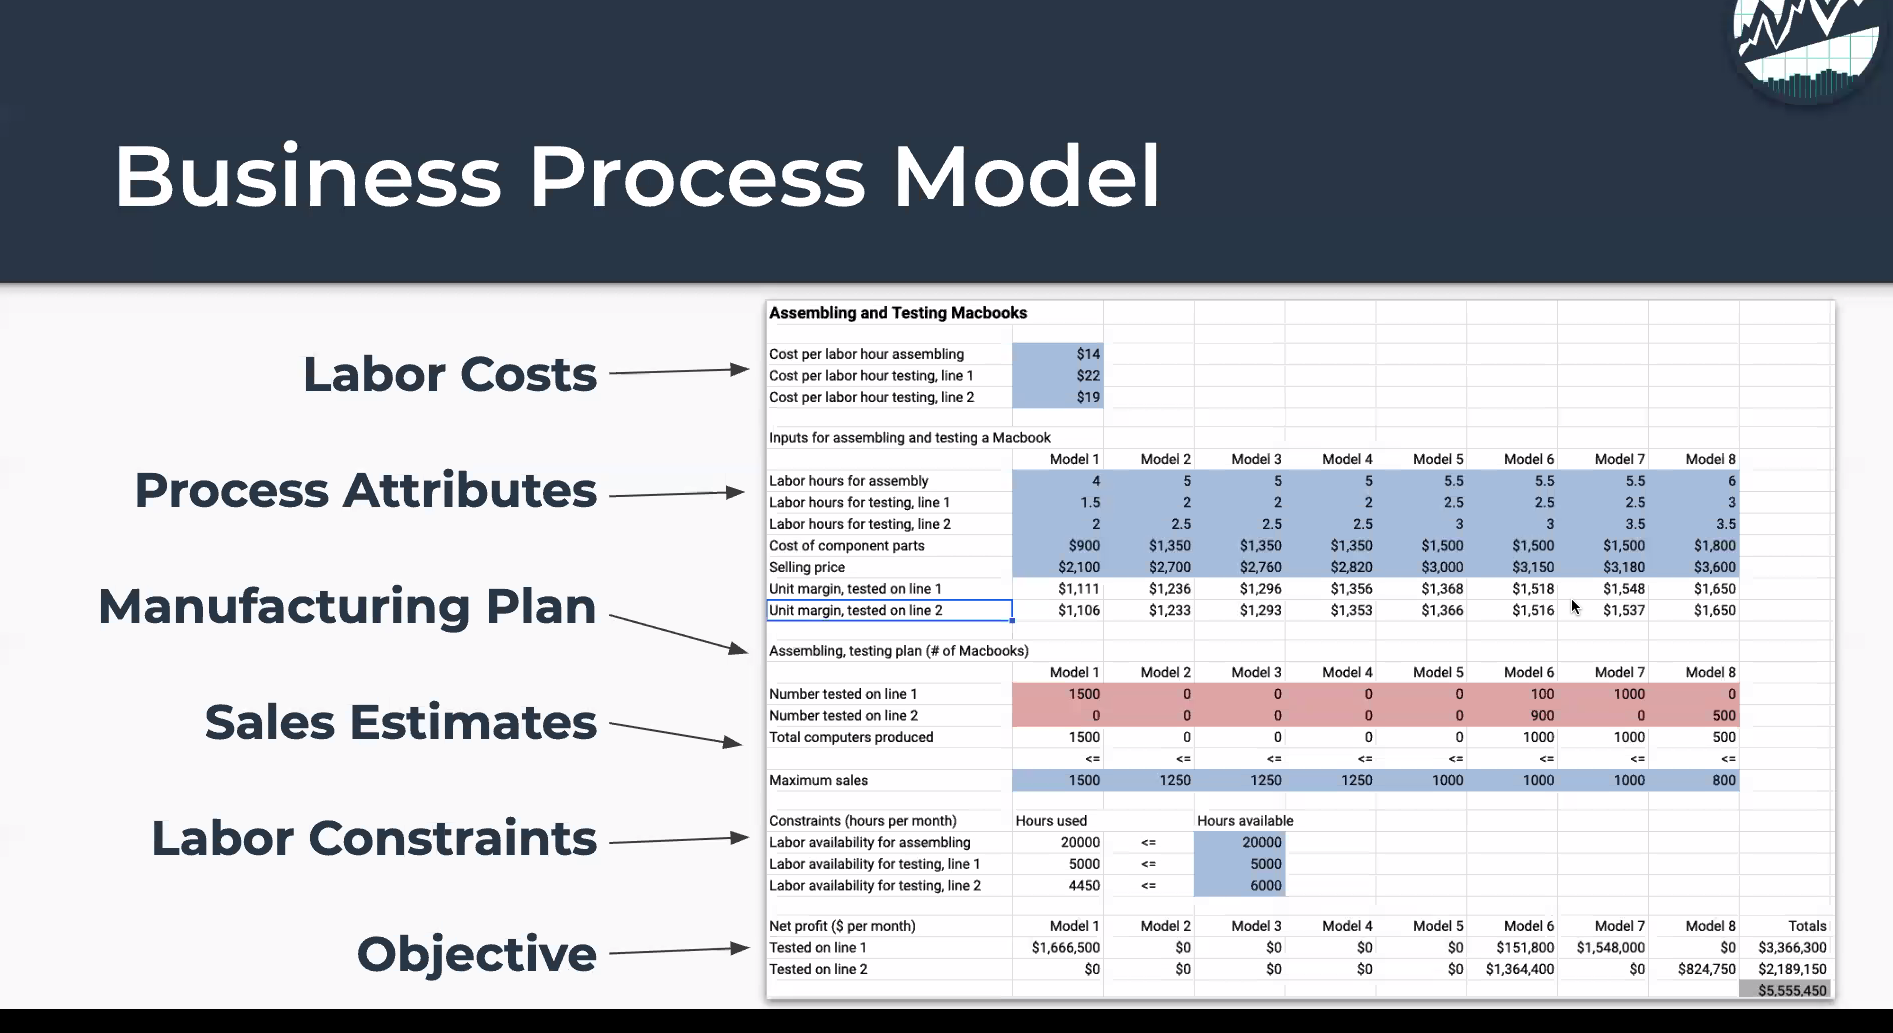 Business Process Model
Labor Costs
Process Attributes
Manufacturing Plan
Sales Estimates
Labor Constraints
Objective
Assembling and Testing Macbooks
Cost per labor hour assembling $14
Cost per labor hour testing, line 1 $22
Cost per labor hour testing, line 2 $19
Inputs for assembling and testing a Macbook
Model 1 Model 2 Model 3 Model 4 Model 5 Model 6 Model 7 Model 8
Labor hours for assembly 4 5 5 5 5.5 5.5 5.5 6
Labor hours for testing, line 1 1.5 2 2 2 2.5 2.5 2.5 3
Labor hours for testing, line 2 2 2.5 2.5 2.5 3 3 3.5 3.5
Cost of component parts $900 $1,350 $1,350 $1,350 $1,500 $1,500 $1,500 $1,800
Selling price $2,100 $2,700 $2,760 $2,820 $3,000 $3,150 $3,180 $3,600
Unit margin, tested on line 1 $1,111 $1,236 $1,296 $1,356 $1,368 $1,518 $1,548 $1,650
Unit margin, tested on line 2 $1,106 $1,233 $1,293 $1,353 $1,366 $1,516 $1,537 $1,650
Assembling, testing plan (# of Macbooks)
Model 1 Model 2 Model 3 Model 4 Model 5 Model 6 Model 7 Model 8
Number tested on line 1 1500 0 0 0 0 100 1000 0
Number tested on line 2 0 0 0 0 0 900 0 500
Total computers produced 1500 0 0 0 0 1000 1000 500
<= <= <= <= <= <= <= <=
Maximum sales 1500 1250 1250 1250 1000 1000 1000 800
Constraints (hours per month) Hours used Hours available
Labor availability for assembling 20000 <= 20000
Labor availability for testing, line 1 5000 <= 5000
Labor availability for testing, line 2 4450 <= 6000
Net profit ($ per month) Model 1 Model 2 Model 3 Model 4 Model 5 Model 6 Model 7 Model 8 Totals
Tested on line 1 $1,666,500 $0 $0 $0 $0 $151,800 $1,548,000 $0 $3,366,300
Tested on line 2 $0 $0 $0 $0 $0 $1,364,400 $0 $824,750 $2,189,150
$5,555,450